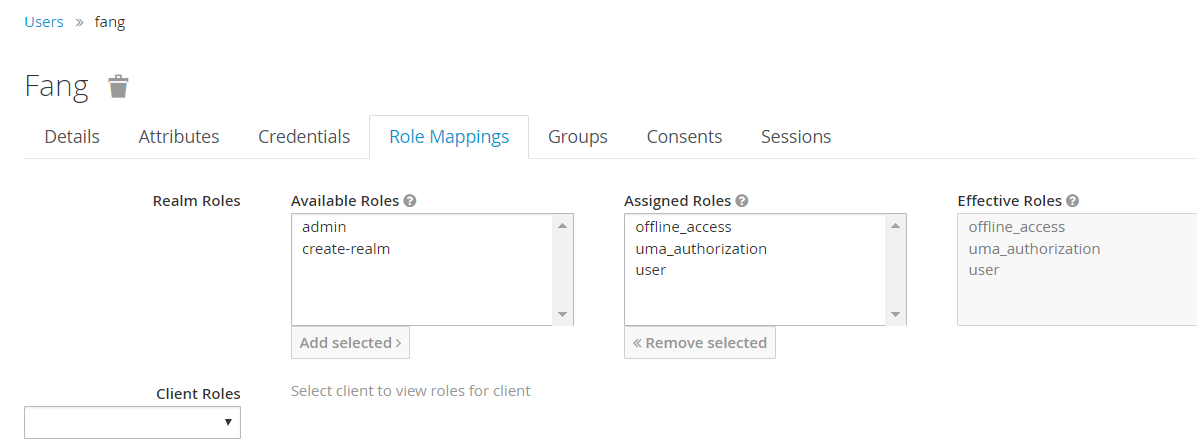 Users » fang
Fang
Details Attributes Credentials Role Mappings Groups Consents Sessions
Realm Roles Available Roles Assigned Roles Effective Roles
admin offline_access offline_access
create-realm uma_authorization uma_authorization
user user
Add selected › « Remove selected
Client Roles Select client to view roles for client